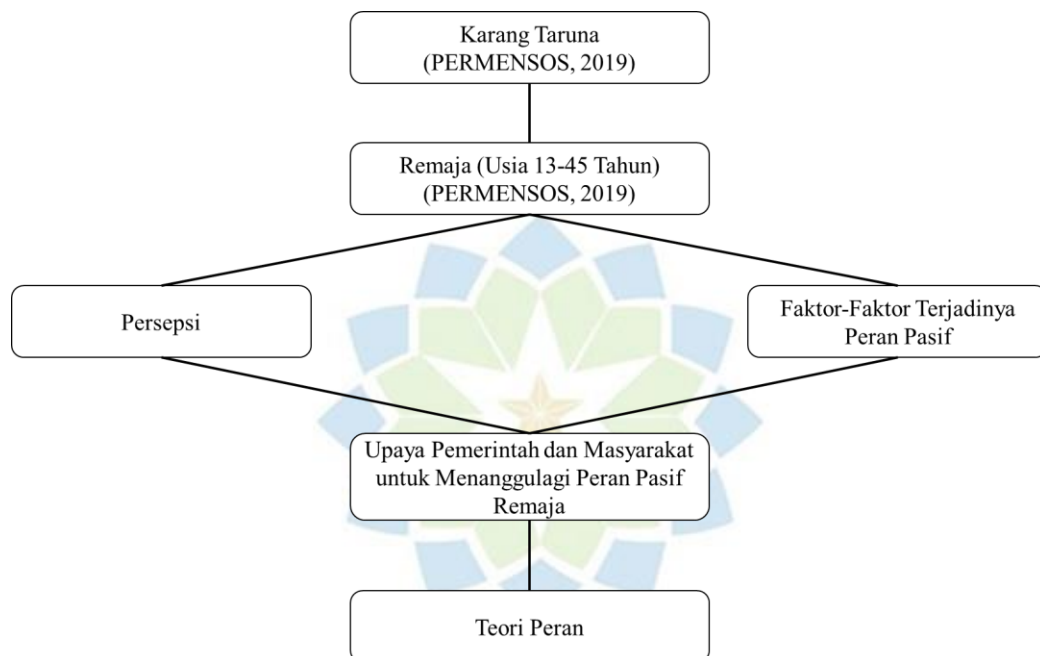 Karang Taruna
(PERMENSOS, 2019)
Remaja (Usia 13-45 Tahun)
(PERMENSOS, 2019)
Persepsi
Faktor-Faktor Terjadinya
Peran Pasif
Upaya Pemerintah dan Masyarakat
untuk Menanggulagi Peran Pasif
Remaja
Teori Peran